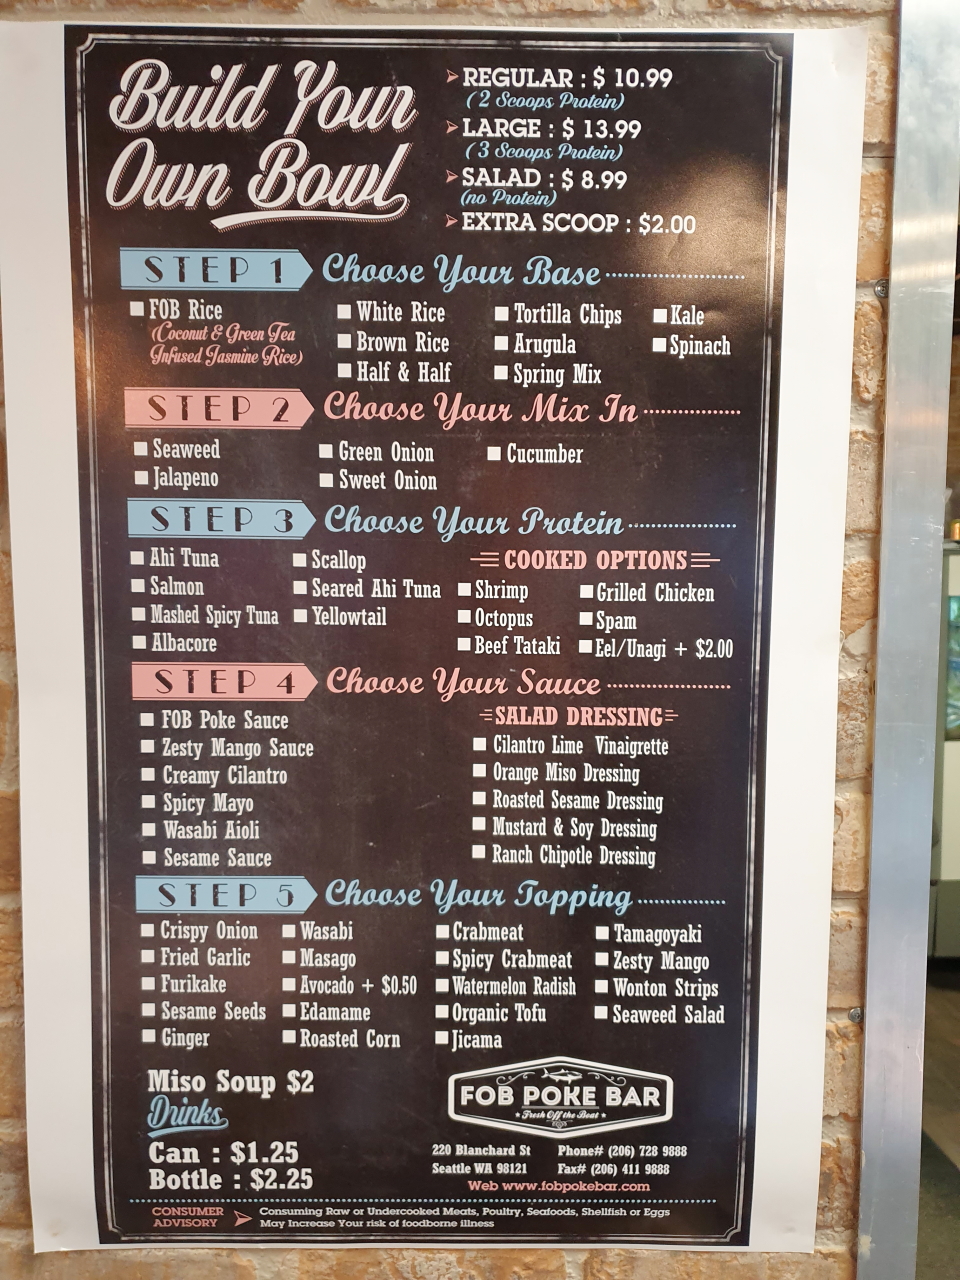 Build Your
Own Bowl
REGULAR : $ 10.99
( 2 Scoops Protein)
LARGE : $ 13.99
( 3 Scoops Protein)
SALAD : $ 8.99
(no Protein)
EXTRA SCOOP : $2.00
STEP 1 Choose Your Base
FOB Rice
(Coconut & Green Tea
Infused Jasmine Rice)
White Rice
Brown Rice
Half & Half
Tortilla Chips
Arugula
Spring Mix
Kale
Spinach
STEP 2 Choose Your Mix In
Seaweed
Jalapeno
Green Onion
Sweet Onion
Cucumber
STEP 3 Choose Your Protein
Ahi Tuna
Salmon
Mashed Spicy Tuna
Albacore
Scallop
Seared Ahi Tuna
Yellowtail
COOKED OPTIONS
Shrimp
Octopus
Beef Tataki
Grilled Chicken
Spam
Eel/Unagi + $2.00
STEP 4 Choose Your Sauce
FOB Poke Sauce
Zesty Mango Sauce
Creamy Cilantro
Spicy Mayo
Wasabi Aioli
Sesame Sauce
SALAD DRESSING
Cilantro Lime Vinaigrette
Orange Miso Dressing
Roasted Sesame Dressing
Mustard & Soy Dressing
Ranch Chipotle Dressing
STEP 5 Choose Your Topping
Crispy Onion
Fried Garlic
Furikake
Sesame Seeds
Ginger
Wasabi
Masago
Avocado + $0.50
Edamame
Roasted Corn
Crabmeat
Spicy Crabmeat
Watermelon Radish
Organic Tofu
Jicama
Tamagoyaki
Zesty Mango
Wonton Strips
Seaweed Salad
Miso Soup $2
Drinks
Can : $1.25
Bottle : $2.25
FOB POKE BAR
Fresh Off the Boat
220 Blanchard St Phone# (206) 728 9888
Seattle WA 98121 Fax# (206) 411 9888
Web www.fobpokebar.com
CONSUMER
ADVISORY
Consuming Raw or Undercooked Meats, Poultry, Seafoods, Shellfish or Eggs
May Increase Your risk of foodborne illness